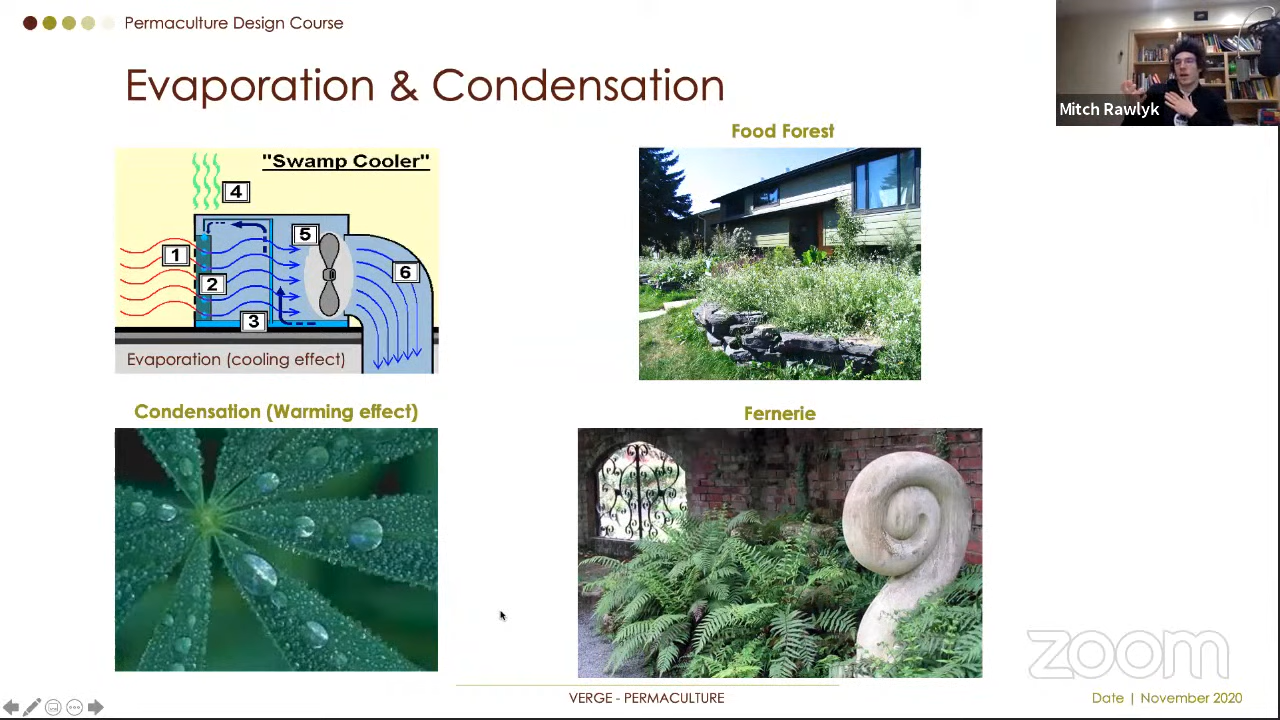 Permaculture Design Course
Mitch Rawlyk
Evaporation & Condensation
"Swamp Cooler"
4
1
5
2
6
3
Evaporation (cooling effect)
Food Forest
Condensation (Warming effect)
Fernerie
zoom
VERGE - PERMACULTURE
Date | November 2020